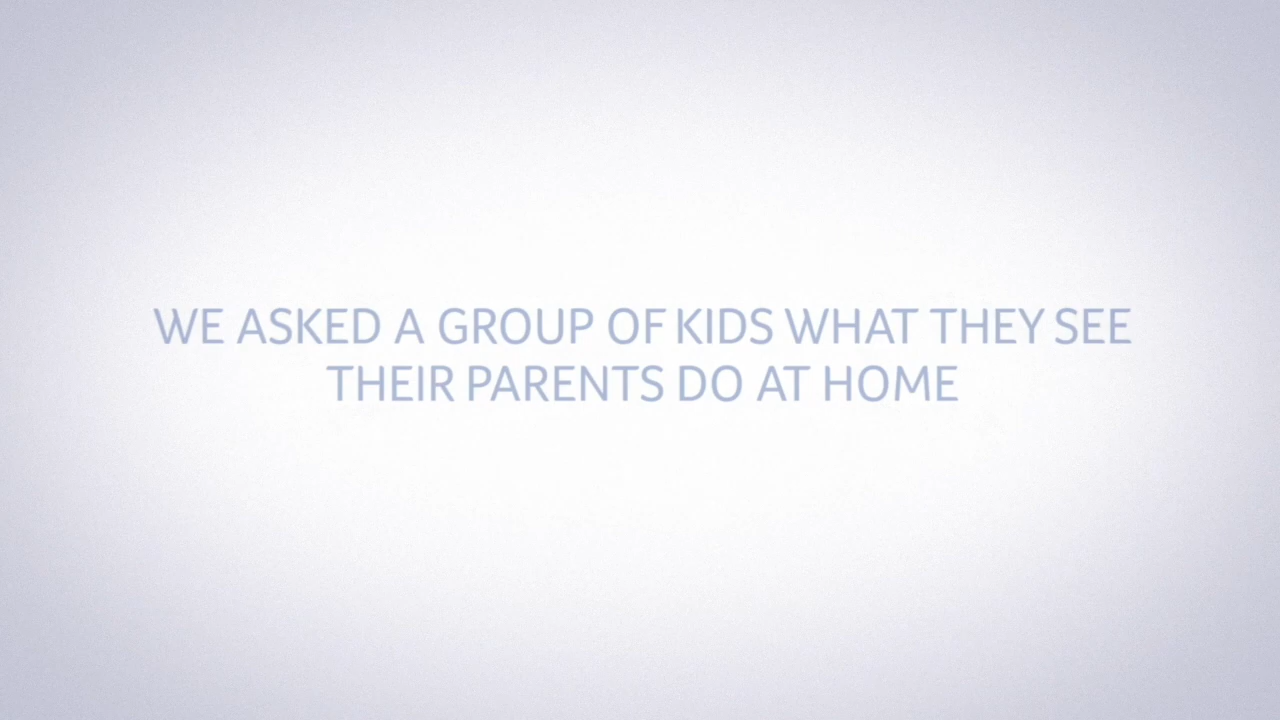 WE ASKED A GROUP OF KIDS WHAT THEY SEE
THEIR PARENTS DO AT HOME